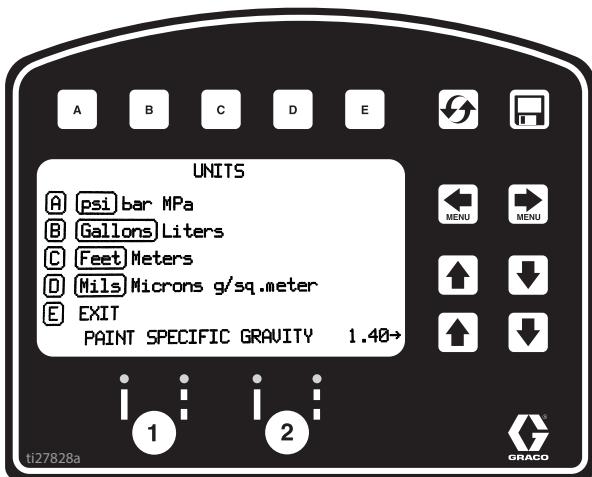 A B C D E
UNITS
A psi bar MPa
B Gallons Liters
C Feet Meters
D Mils Microns g/sq.meter
E EXIT
PAINT SPECIFIC GRAVITY 1.40→
MENU MENU
1 2
ti27828a
GRACO